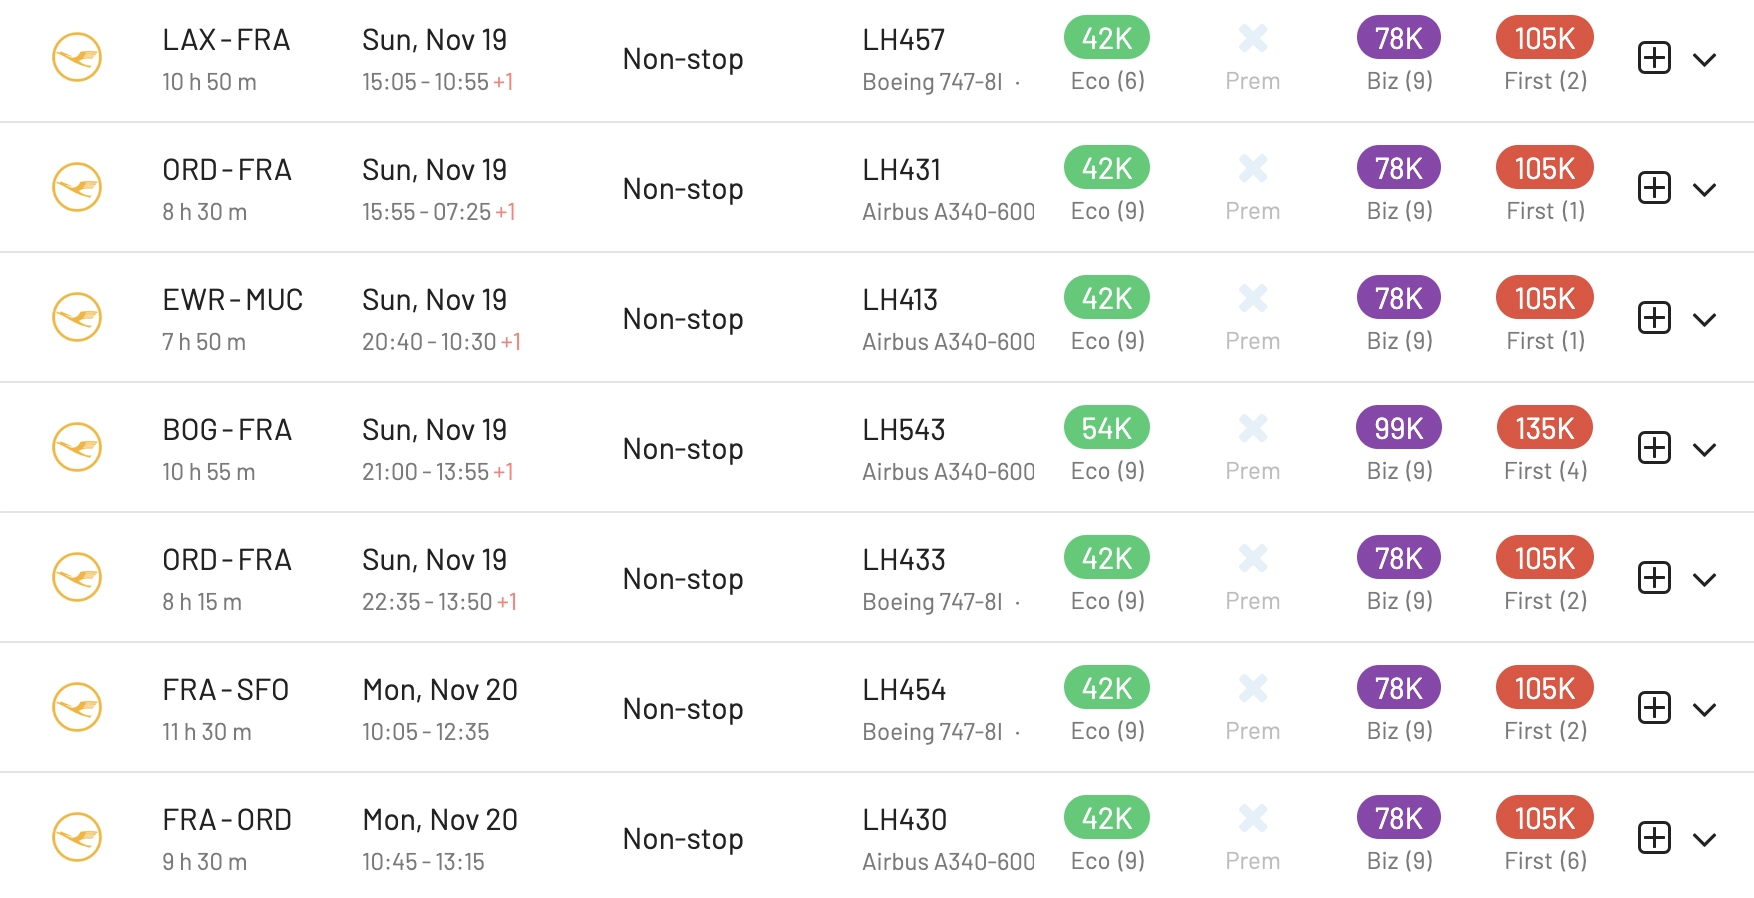 LAX - FRA Sun, Nov 19 Non-stop LH457 42K 78K 105K
10 h 50 m 15:05 - 10:55 +1 Boeing 747-8I · Eco (6) Prem Biz (9) First (2)
ORD - FRA Sun, Nov 19 Non-stop LH431 42K 78K 105K
8 h 30 m 15:55 - 07:25 +1 Airbus A340-600 Eco (9) Prem Biz (9) First (1)
EWR - MUC Sun, Nov 19 Non-stop LH413 42K 78K 105K
7 h 50 m 20:40 - 10:30 +1 Airbus A340-600 Eco (9) Prem Biz (9) First (1)
BOG - FRA Sun, Nov 19 Non-stop LH543 54K 99K 135K
10 h 55 m 21:00 - 13:55 +1 Airbus A340-600 Eco (9) Prem Biz (9) First (4)
ORD - FRA Sun, Nov 19 Non-stop LH433 42K 78K 105K
8 h 15 m 22:35 - 13:50 +1 Boeing 747-8I · Eco (9) Prem Biz (9) First (2)
FRA - SFO Mon, Nov 20 Non-stop LH454 42K 78K 105K
11 h 30 m 10:05 - 12:35 Boeing 747-8I · Eco (9) Prem Biz (9) First (2)
FRA - ORD Mon, Nov 20 Non-stop LH430 42K 78K 105K
9 h 30 m 10:45 - 13:15 Airbus A340-600 Eco (9) Prem Biz (9) First (6)